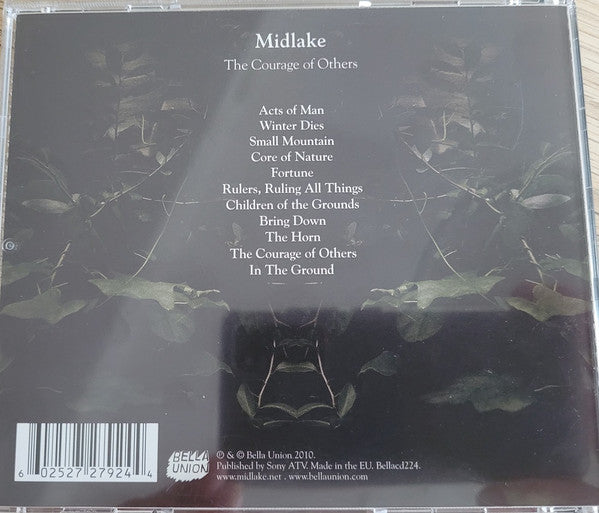 Midlake
The Courage of Others
Acts of Man
Winter Dies
Small Mountain
Core of Nature
Fortune
Rulers, Ruling All Things
Children of the Grounds
Bring Down
The Horn
The Courage of Others
In The Ground
BELLA
UNION
6 02527 27924 4
℗ & © Bella Union 2010.
Published by Sony ATV. Made in the EU. Bellacd224.
www.midlake.net . www.bellaunion.com